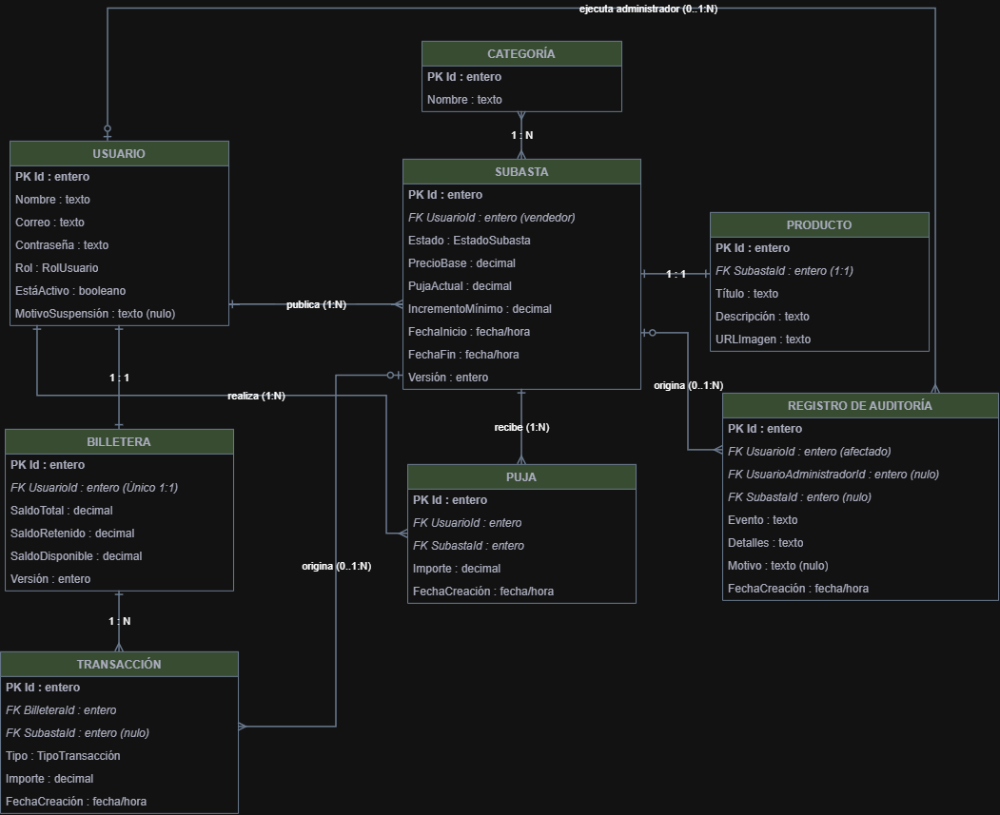 ejecuta administrador (0..1:N)
CATEGORÍA
PK Id : entero
Nombre : texto
1 : N
USUARIO
PK Id : entero
Nombre : texto
Correo : texto
Contraseña : texto
Rol : RolUsuario
EstáActivo : booleano
MotivoSuspensión : texto (nulo)
SUBASTA
PK Id : entero
FK UsuarioId : entero (vendedor)
Estado : EstadoSubasta
PrecioBase : decimal
PujaActual : decimal
IncrementoMínimo : decimal
FechaInicio : fecha/hora
FechaFin : fecha/hora
Versión : entero
PRODUCTO
PK Id : entero
FK SubastaId : entero (1:1)
Título : texto
Descripción : texto
URLImagen : texto
1 : 1
publica (1:N)
1 : 1
realiza (1:N)
origina (0..1:N)
recibe (1:N)
REGISTRO DE AUDITORÍA
PK Id : entero
FK UsuarioId : entero (afectado)
FK UsuarioAdministradorId : entero (nulo)
FK SubastaId : entero (nulo)
Evento : texto
Detalles : texto
Motivo : texto (nulo)
FechaCreación : fecha/hora
BILLETERA
PK Id : entero
FK UsuarioId : entero (Único 1:1)
SaldoTotal : decimal
SaldoRetenido : decimal
SaldoDisponible : decimal
Versión : entero
PUJA
PK Id : entero
FK UsuarioId : entero
FK SubastaId : entero
Importe : decimal
FechaCreación : fecha/hora
origina (0..1:N)
1 : N
TRANSACCIÓN
PK Id : entero
FK BilleteraId : entero
FK SubastaId : entero (nulo)
Tipo : TipoTransacción
Importe : decimal
FechaCreación : fecha/hora